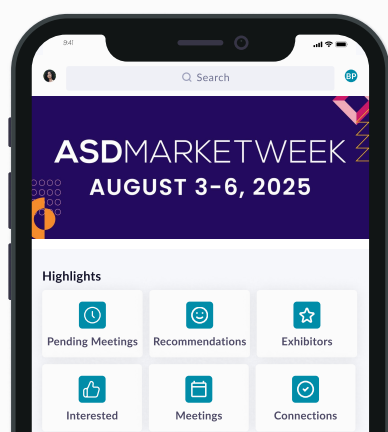 9:41
Search
BP
ASDMARKETWEEK
AUGUST 3-6, 2025
Highlights
Pending Meetings
Recommendations
Exhibitors
Interested
Meetings
Connections